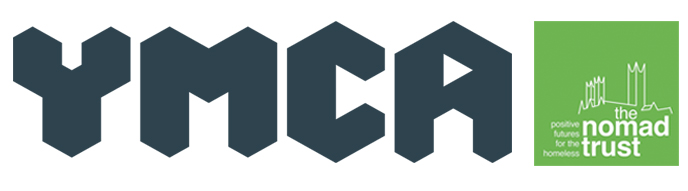 YMCA
the
positive
futures
for the
homeless
nomad
trust